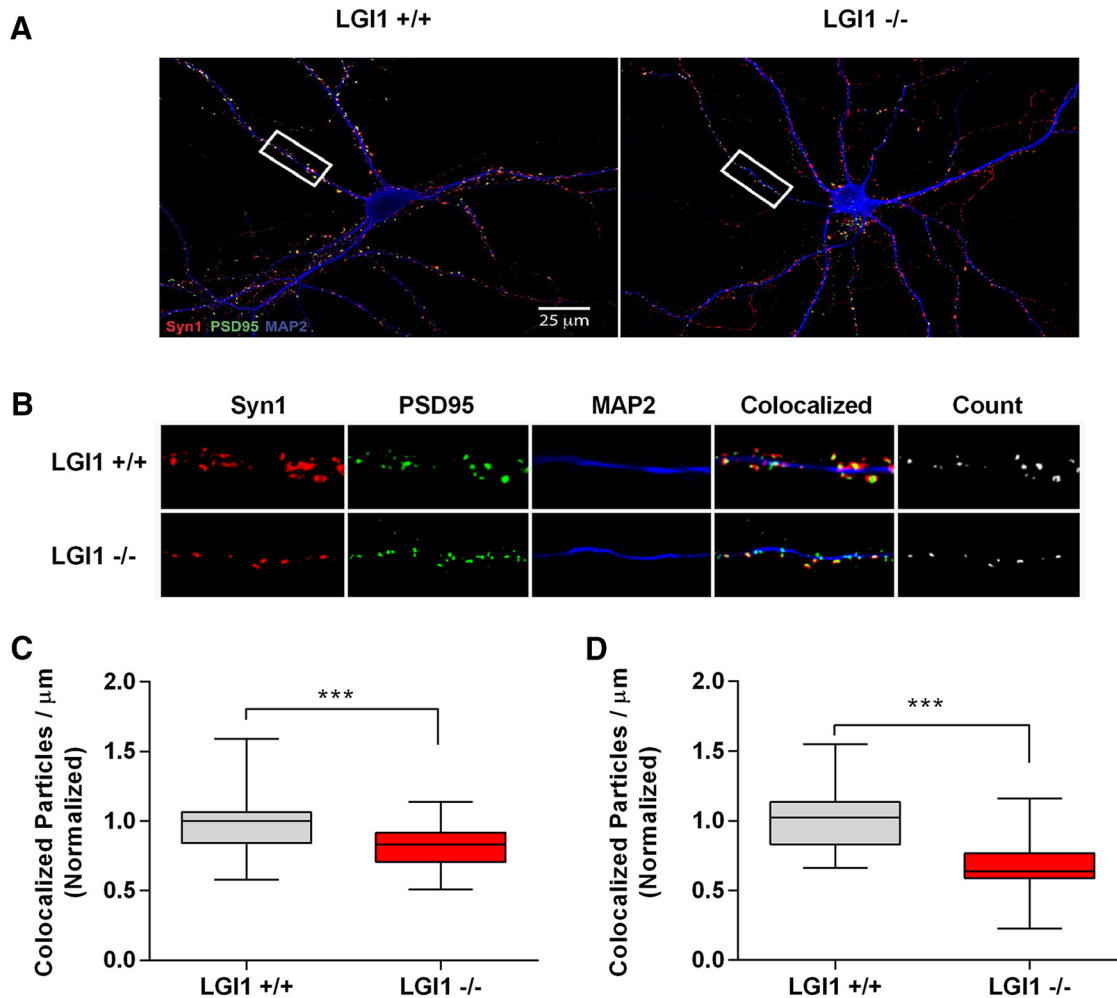 A
LGI1 +/+ LGI1 -/-
Syn1 PSD95 MAP2
25 μm
B
Syn1 PSD95 MAP2 Colocalized Count
LGI1 +/+
LGI1 -/-
C
Colocalized Particles / μm
(Normalized)
2.0
1.5
1.0
0.5
0.0
***
LGI1 +/+ LGI1 -/-
D
Colocalized Particles / μm
(Normalized)
2.0
1.5
1.0
0.5
0.0
***
LGI1 +/+ LGI1 -/-